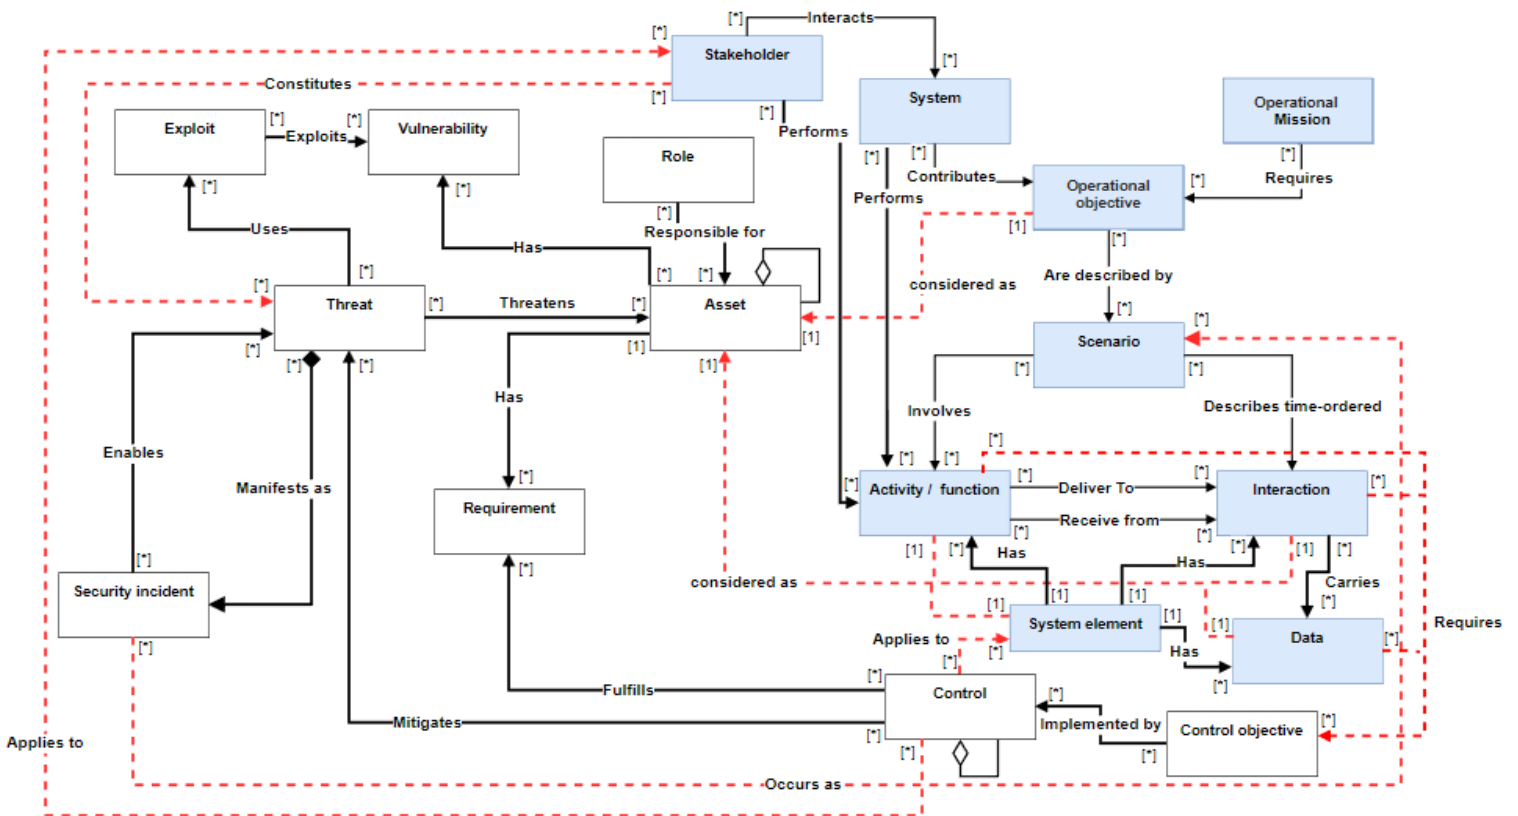 [*]
Interacts
[*]
Stakeholder
[*]
System
Constitutes
[*]
Operational
Mission
[*]
Performs
Exploit
[*]
Exploits
[*]
Vulnerability
Role
[*]
[*]
[*]
Contributes
Requires
[*]
[*]
[*]
Operational
objective
Performs
[*]
[1]
Uses
Responsible for
[*]
Has
Are described by
[*]
[*]
[*]
considered as
[*]
Threat
[*]
Threatens
[*]
Asset
[*]
[*]
Scenario
[*]
[*]
[*]
[1]
[1]
[1]
[*]
[*]
Has
Involves
Describes time-ordered
Enables
[*]
[*]
[*]
[*]
[*]
[*]
Manifests as
[*]
[*]
Activity / function
Deliver To
Interaction
[*]
Requirement
Receive from
[*]
[*]
[1]
[*]
Has
[*]
[1]
[*]
[*]
[*]
Has
Security incident
considered as
Carries
[1]
[1]
[1]
[*]
[1]
System element
[1]
Data
[*]
Requires
[*]
Applies to
[*]
Has
[*]
[*]
[*]
Control
Fulfills
[*]
Mitigates
Implemented by
[*]
Control objective
[*]
[*]
[*]
Applies to
Occurs as